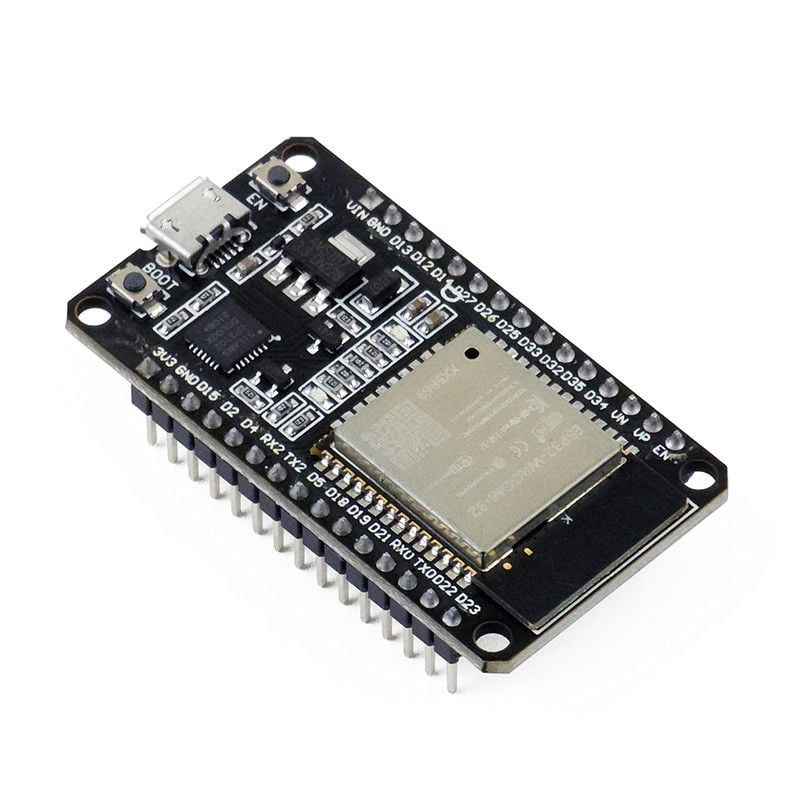 EN
BOOT
VIN GND D13 D12 D14 D27 D26 D25 D33 D32 D35 D34 VN VP EN
3V3 GND D15 D2 D4 RX2 TX2 D5 D18 D19 D21 RX0 TX0 D22 D23
ESP32-WROOM-32